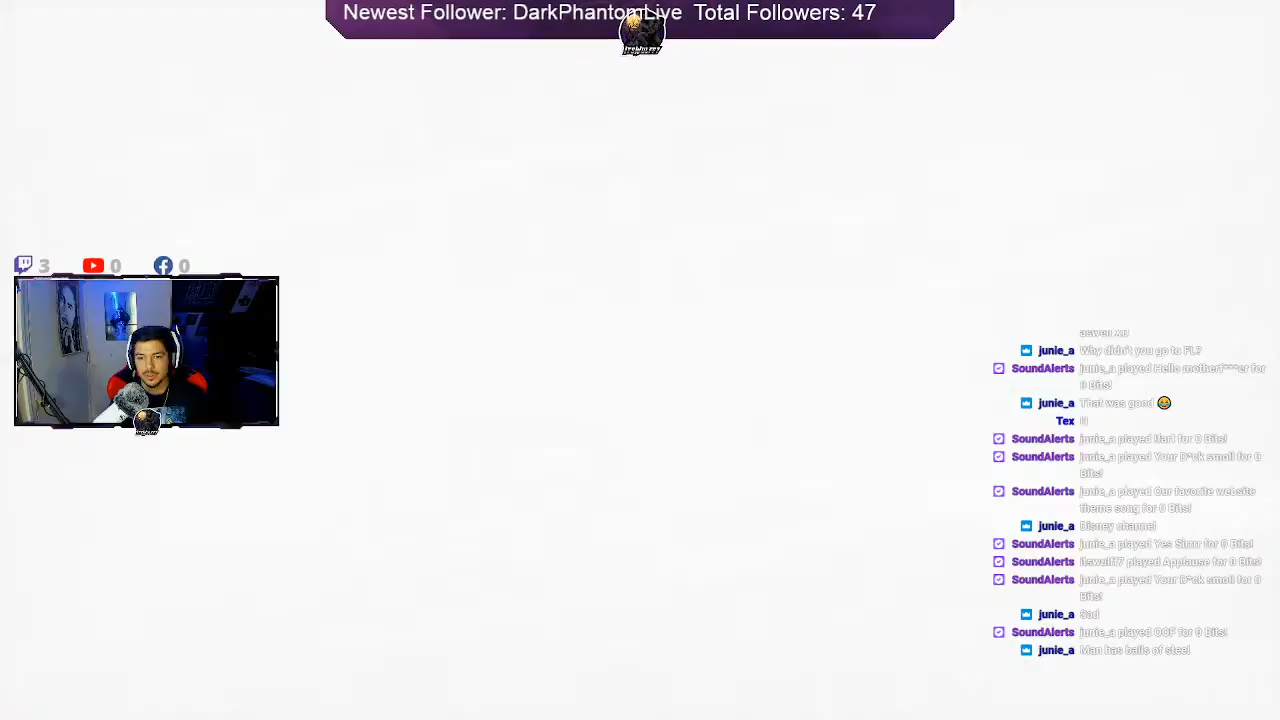 Newest Follower: DarkPhantomLive Total Followers: 47
3 0 0
junie_a Why didn't you go to FL?
SoundAlerts junie_a played Hello motherf***er for
0 Bits!
junie_a That was good 😂
Tex
SoundAlerts junie_a played for 0 Bits!
SoundAlerts junie_a played Your D*ck smoll for 0
Bits!
SoundAlerts junie_a played Our favorite website
theme song for 0 Bits!
junie_a Disney channel
SoundAlerts junie_a played Yes Sirrrr for 0 Bits!
SoundAlerts itswulff7 played Applause for 0 Bits!
SoundAlerts junie_a played Your D*ck smoll for 0
Bits!
junie_a Sad
SoundAlerts junie_a played OOF for 0 Bits!
junie_a Man has balls of steel